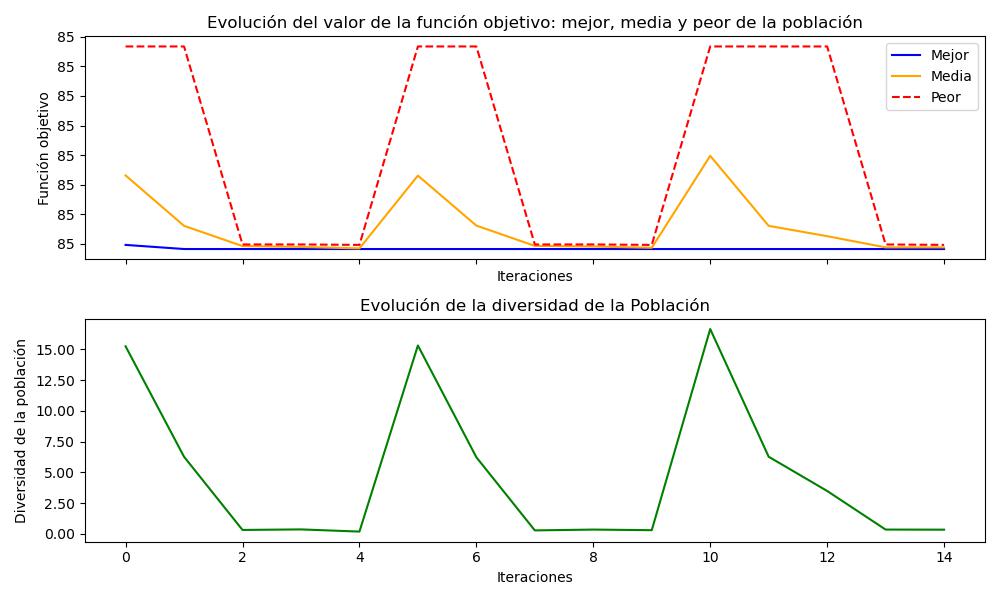 Evolución del valor de la función objetivo: mejor, media y peor de la población
85
85
85
85
85
85
85
85
Función objetivo
Mejor
Media
Peor
Iteraciones
Evolución de la diversidad de la Población
15.00
12.50
10.00
7.50
5.00
2.50
0.00
Diversidad de la población
0 2 4 6 8 10 12 14
Iteraciones